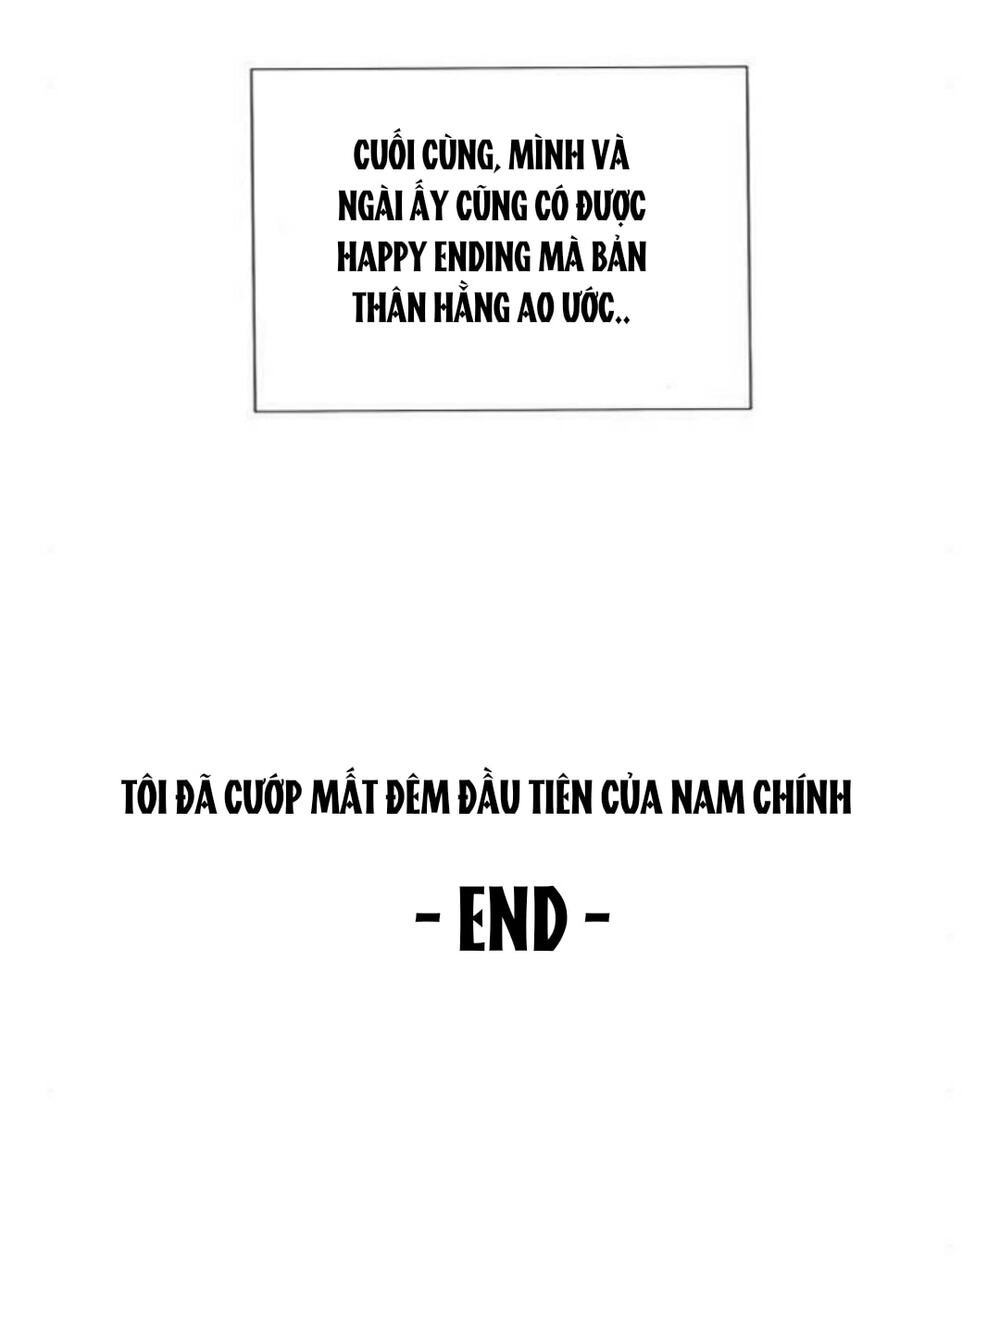 CUỐI CÙNG, MÌNH VÀ
NGÀI ẤY CŨNG CÓ ĐƯỢC
HAPPY ENDING MÀ BẢN
THÂN HẰNG AO ƯỚC..
TÔI ĐÃ CƯỚP MẤT ĐÊM ĐẦU TIÊN CỦA NAM CHÍNH
- END -